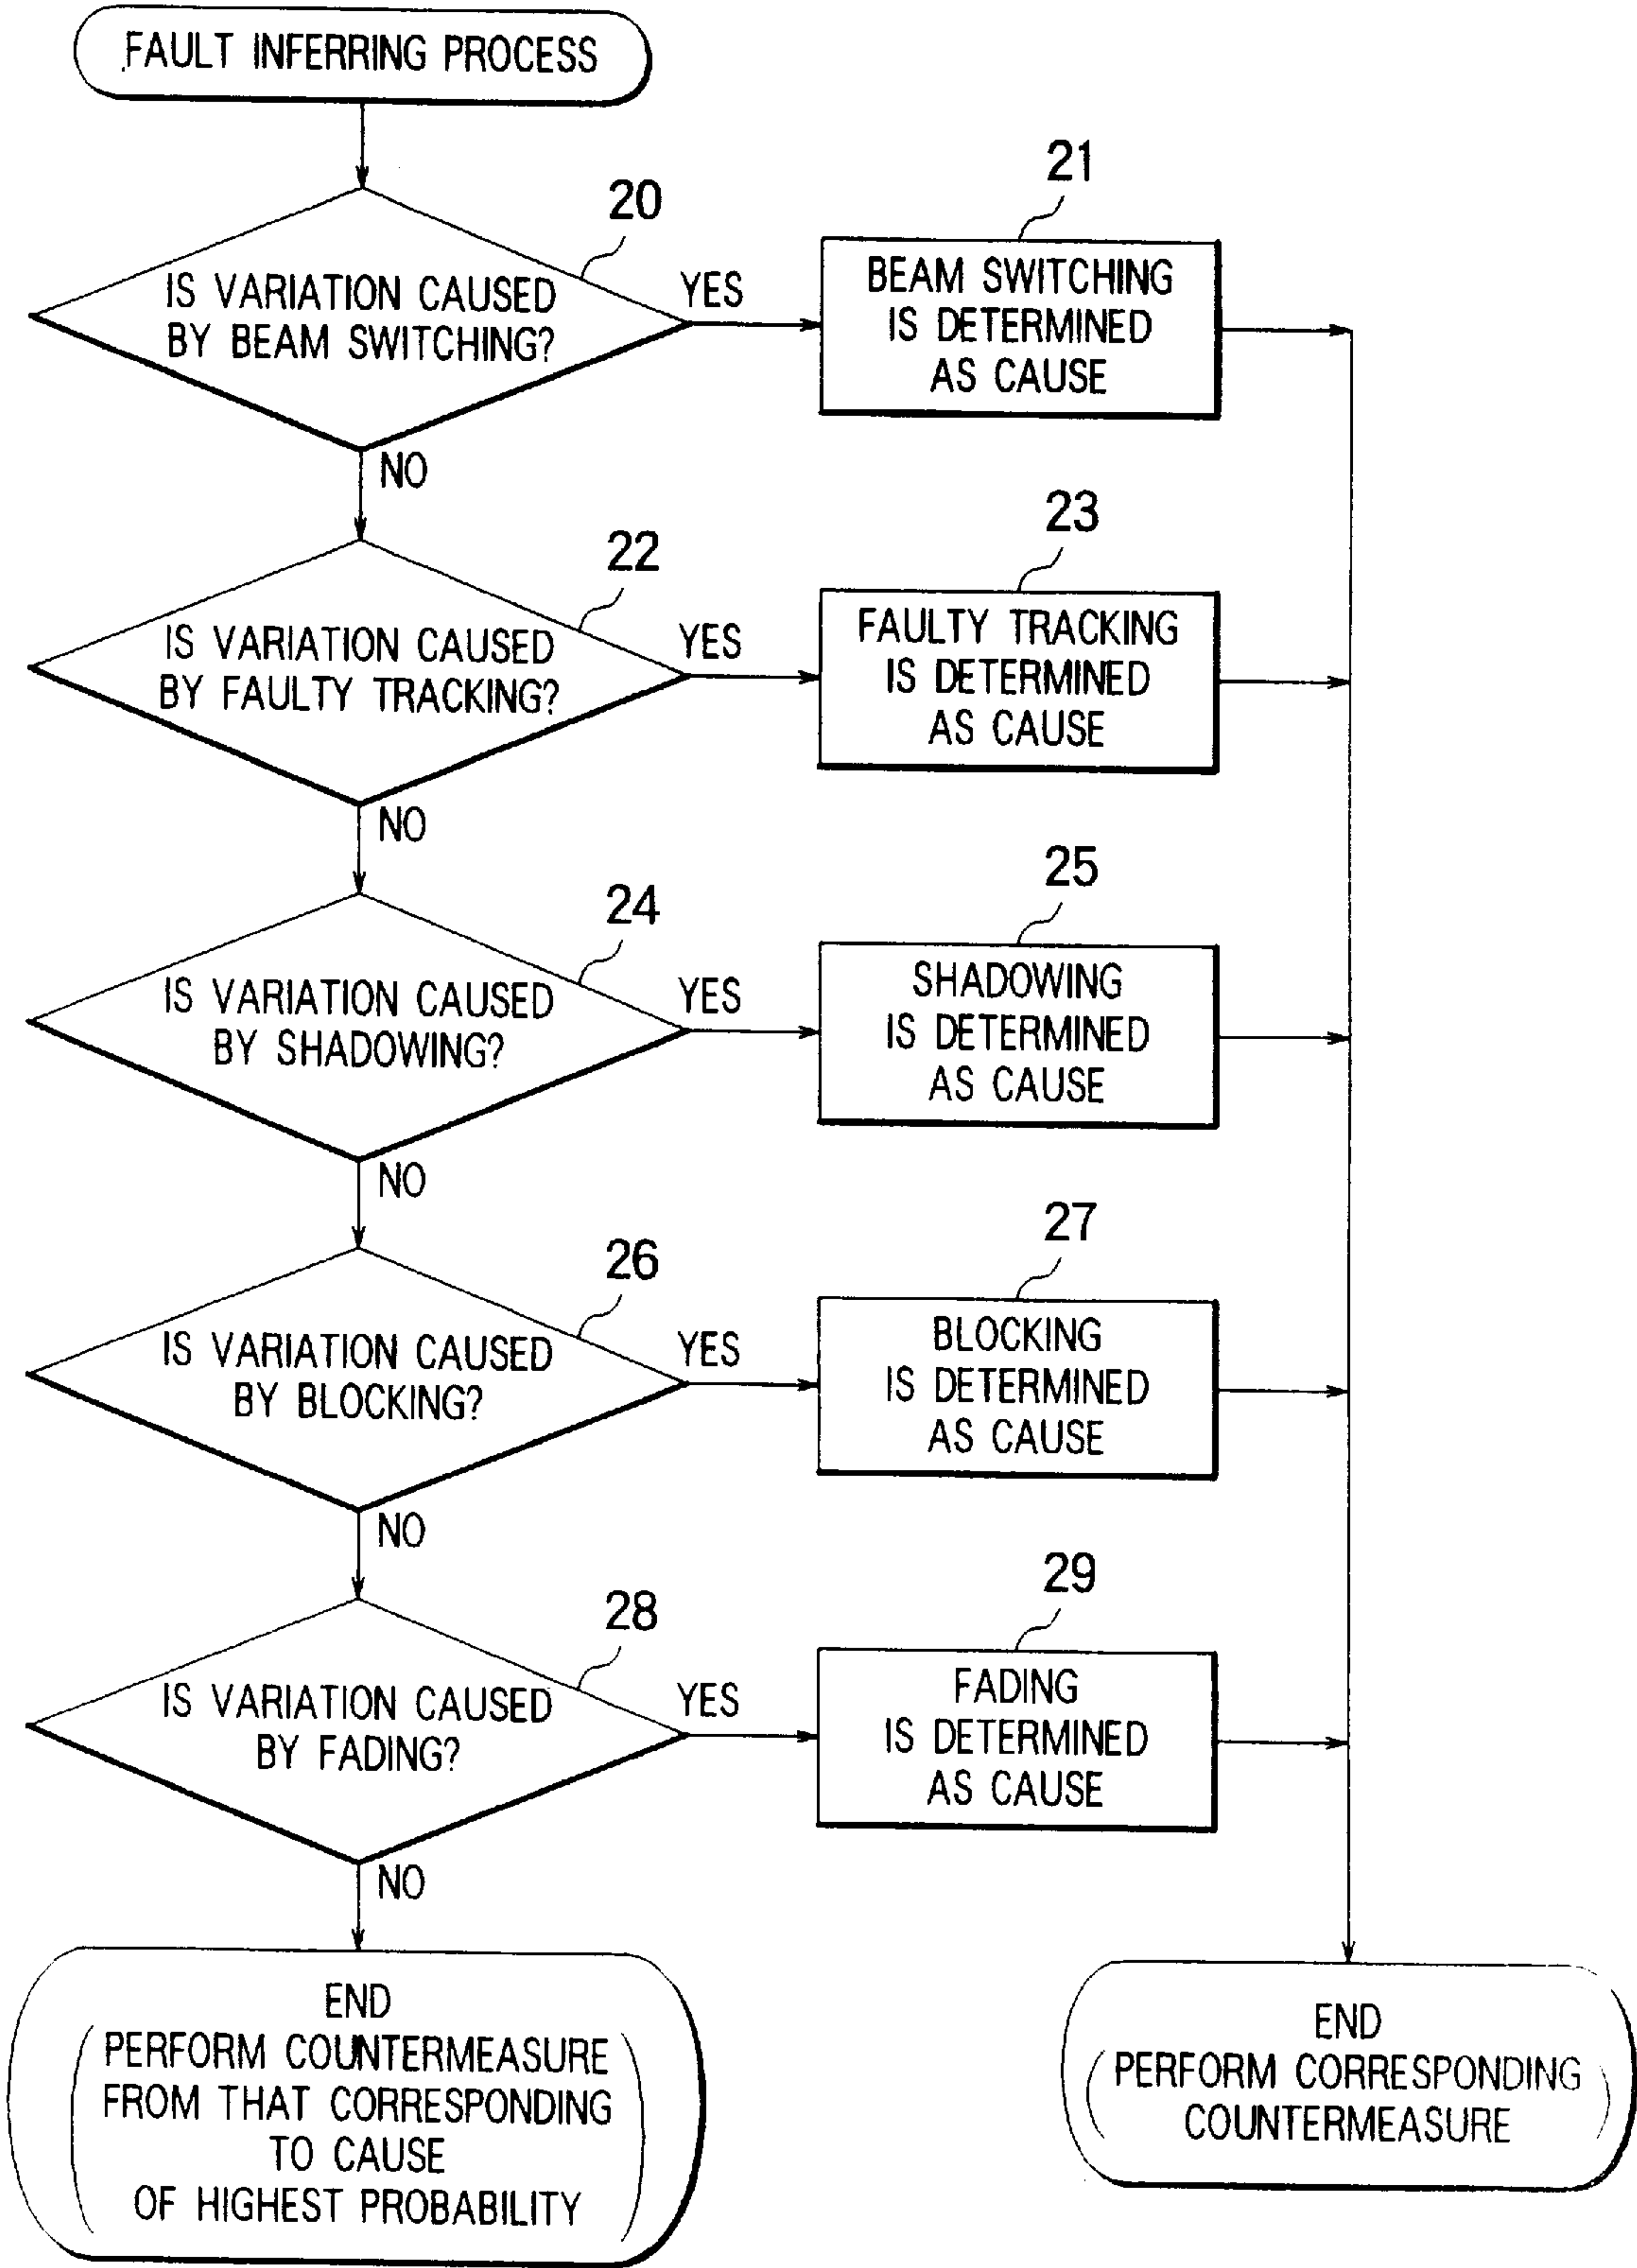 FAULT INFERRING PROCESS
20
IS VARIATION CAUSED
BY BEAM SWITCHING?
YES
21
BEAM SWITCHING
IS DETERMINED
AS CAUSE
NO
22
IS VARIATION CAUSED
BY FAULTY TRACKING?
YES
23
FAULTY TRACKING
IS DETERMINED
AS CAUSE
NO
24
IS VARIATION CAUSED
BY SHADOWING?
YES
25
SHADOWING
IS DETERMINED
AS CAUSE
NO
26
IS VARIATION CAUSED
BY BLOCKING?
YES
27
BLOCKING
IS DETERMINED
AS CAUSE
NO
28
IS VARIATION CAUSED
BY FADING?
YES
29
FADING
IS DETERMINED
AS CAUSE
NO
END
(PERFORM COUNTERMEASURE
FROM THAT CORRESPONDING
TO CAUSE
OF HIGHEST PROBABILITY)
END
(PERFORM CORRESPONDING
COUNTERMEASURE)